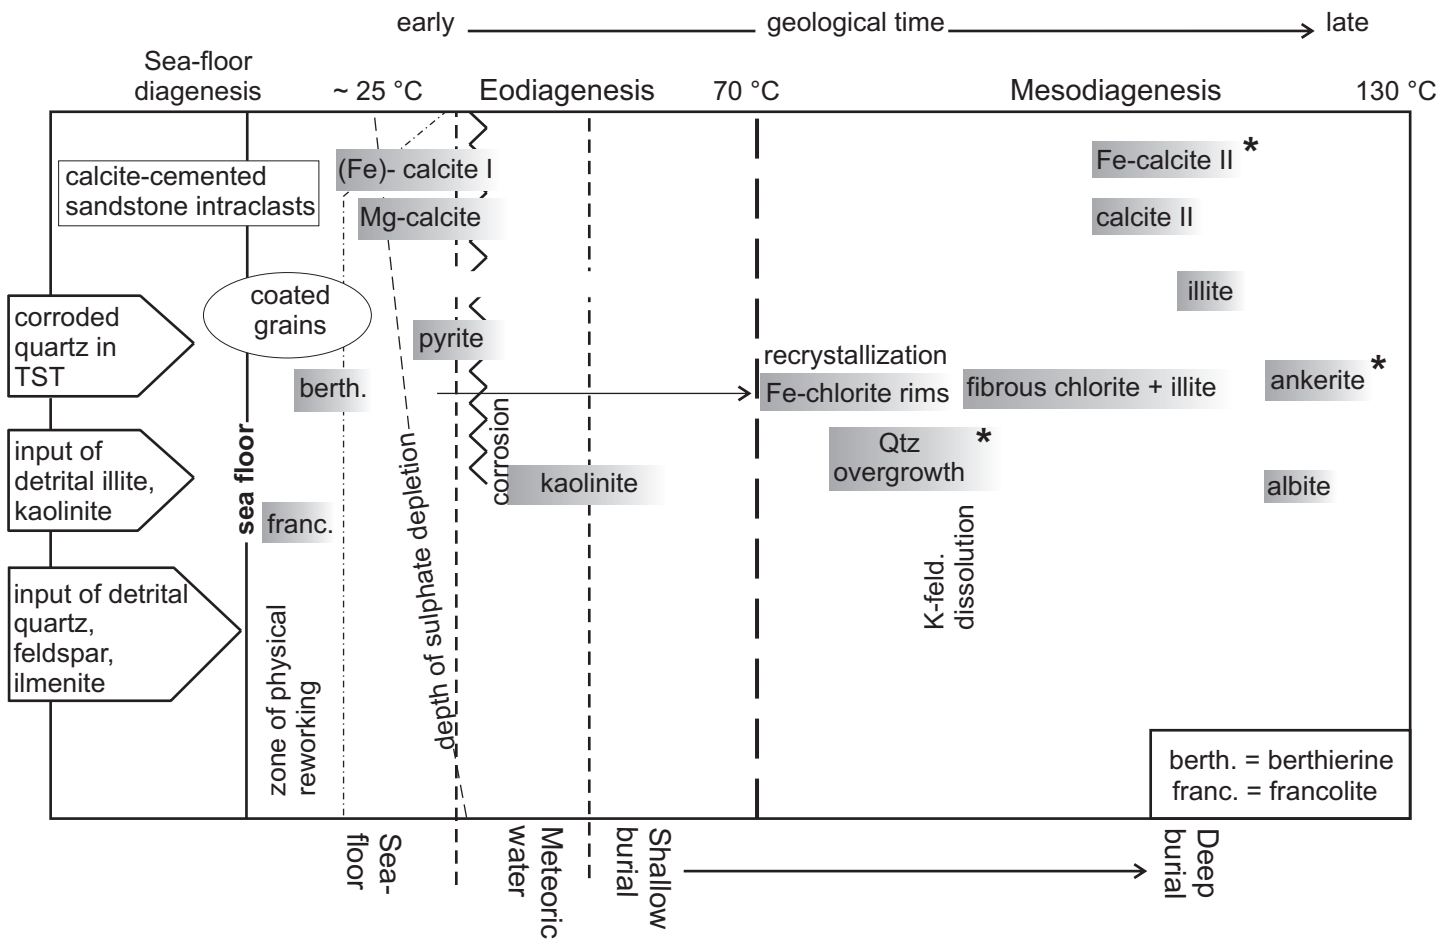 early
geological time
late
Sea-floor
diagenesis
~ 25 °C
Eodiagenesis
70 °C
Mesodiagenesis
130 °C
calcite-cemented
sandstone intraclasts
(Fe)- calcite I
Mg-calcite
Fe-calcite II *
calcite II
illite
coated
grains
corroded
quartz in
TST
pyrite
berth.
recrystallization
Fe-chlorite rims
fibrous chlorite + illite
ankerite *
sea floor
input of
detrital illite,
kaolinite
corrosion
kaolinite
Qtz *
overgrowth
albite
franc.
depth of sulphate depletion
K-feld.
dissolution
input of detrital
quartz,
feldspar,
ilmenite
zone of physical
reworking
berth. = berthierine
franc. = francolite
Sea-
floor
Meteoric
water
Shallow
burial
Deep
burial